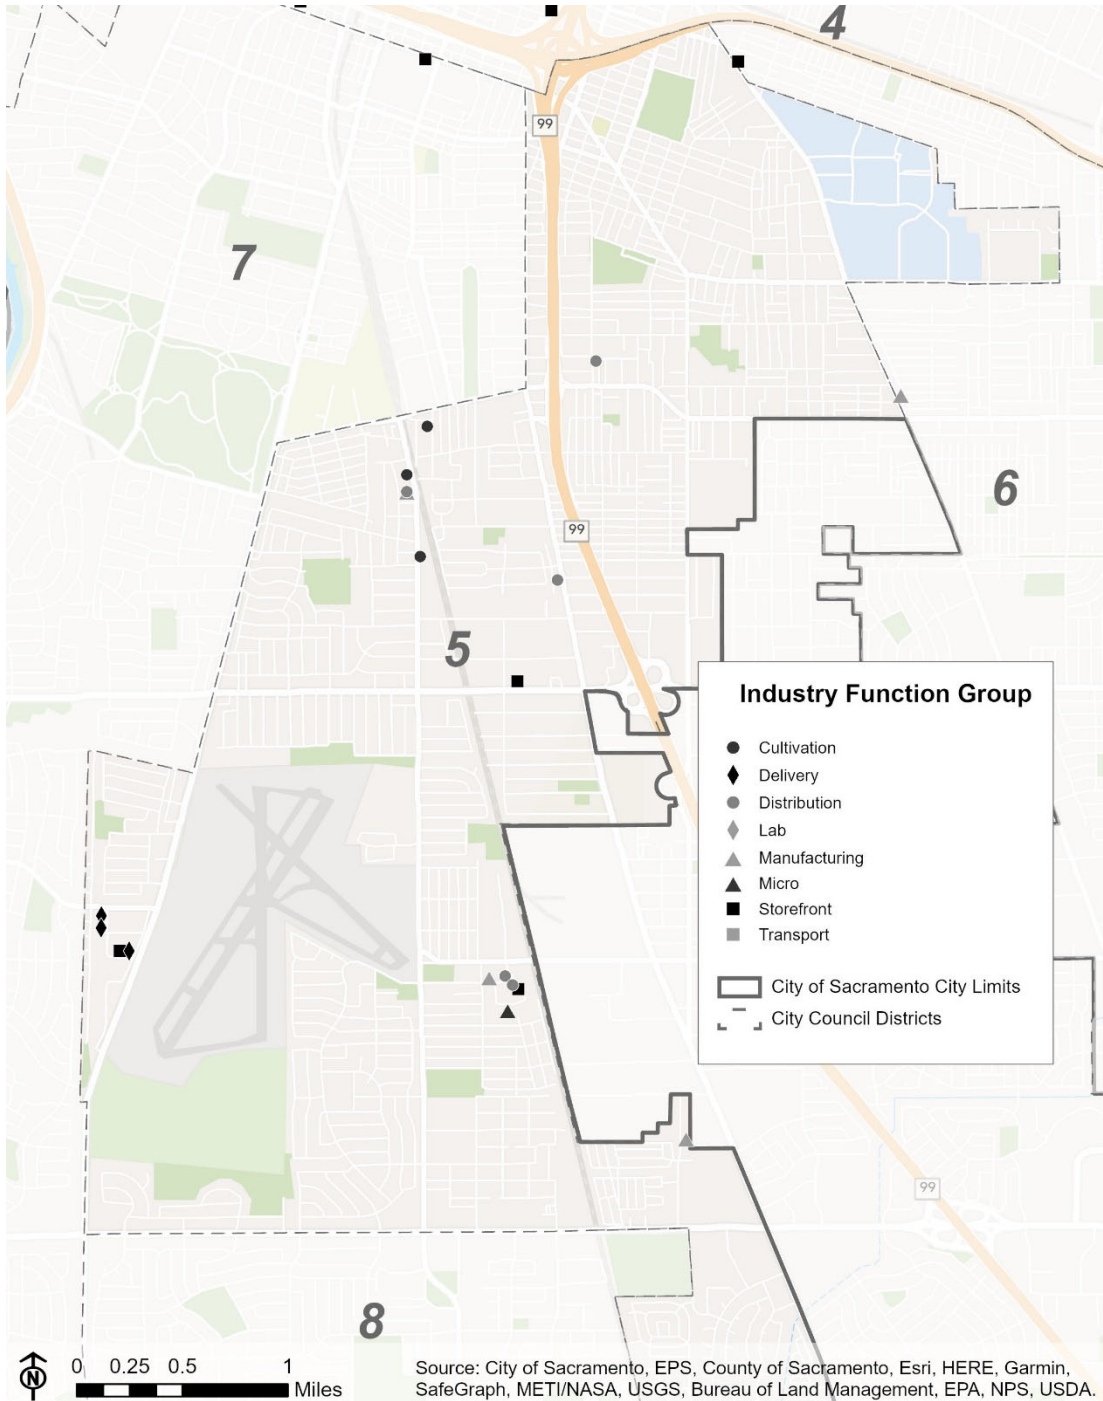 4
99
7
6
99
5
Industry Function Group
Cultivation
Delivery
Distribution
Lab
Manufacturing
Micro
Storefront
Transport
City of Sacramento City Limits
City Council Districts
99
8
N
0 0.25 0.5 1
Miles
Source: City of Sacramento, EPS, County of Sacramento, Esri, HERE, Garmin,
SafeGraph, METI/NASA, USGS, Bureau of Land Management, EPA, NPS, USDA.